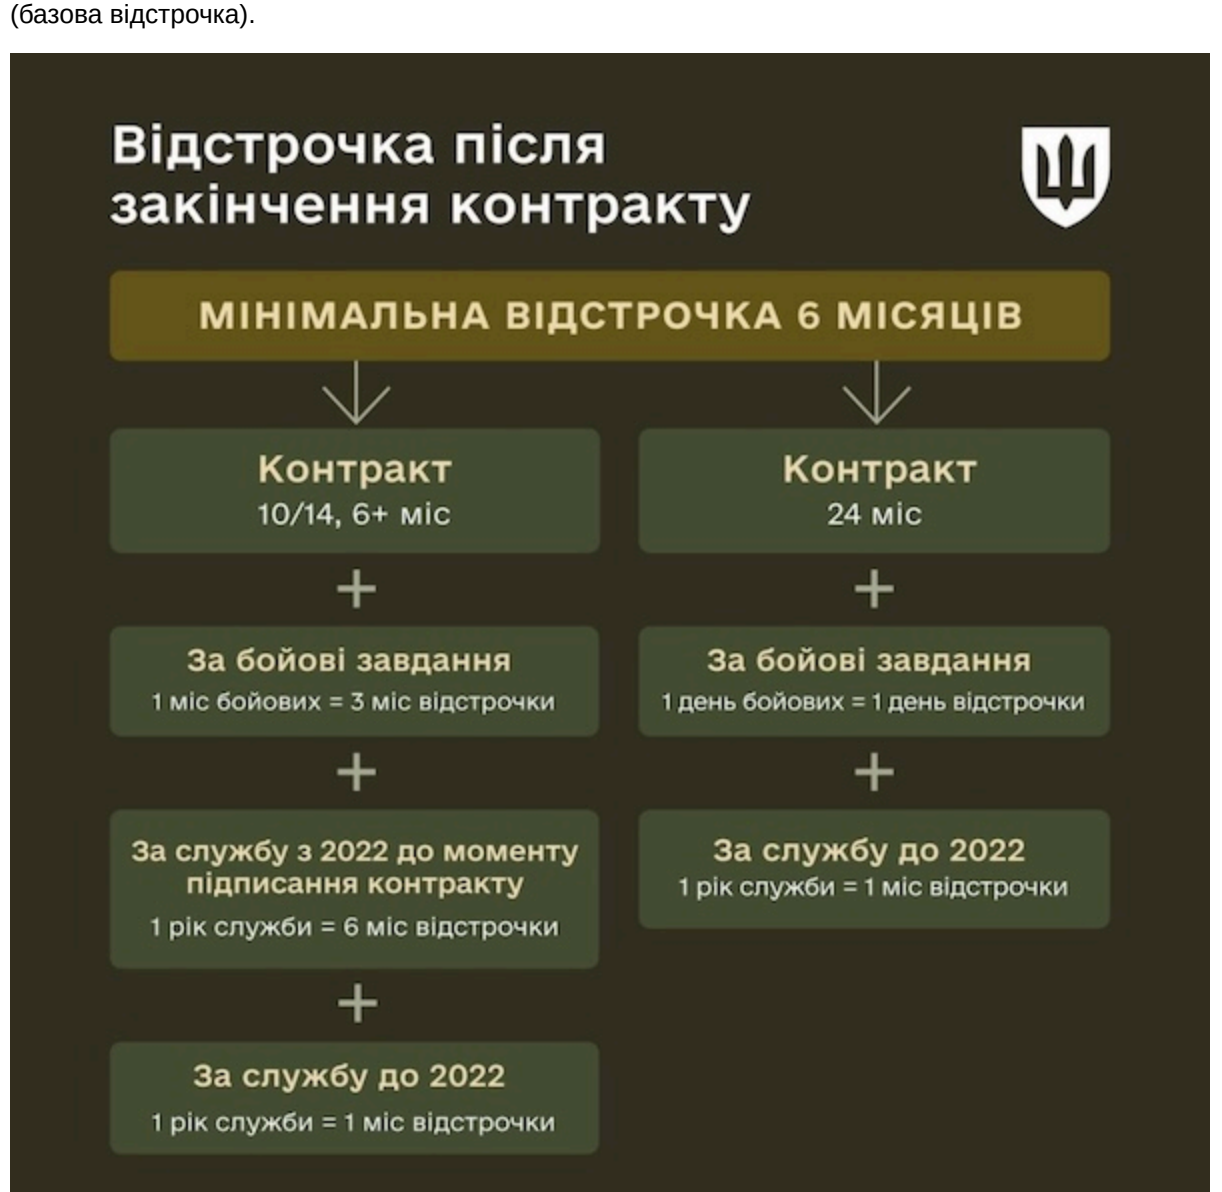 (базова відстрочка).
Відстрочка після
закінчення контракту
МІНІМАЛЬНА ВІДСТРОЧКА 6 МІСЯЦІВ
Контракт
10/14, 6+ міс
+
За бойові завдання
1 міс бойових = 3 міс відстрочки
+
За службу з 2022 до моменту
підписання контракту
1 рік служби = 6 міс відстрочки
+
За службу до 2022
1 рік служби = 1 міс відстрочки
Контракт
24 міс
+
За бойові завдання
1 день бойових = 1 день відстрочки
+
За службу до 2022
1 рік служби = 1 міс відстрочки